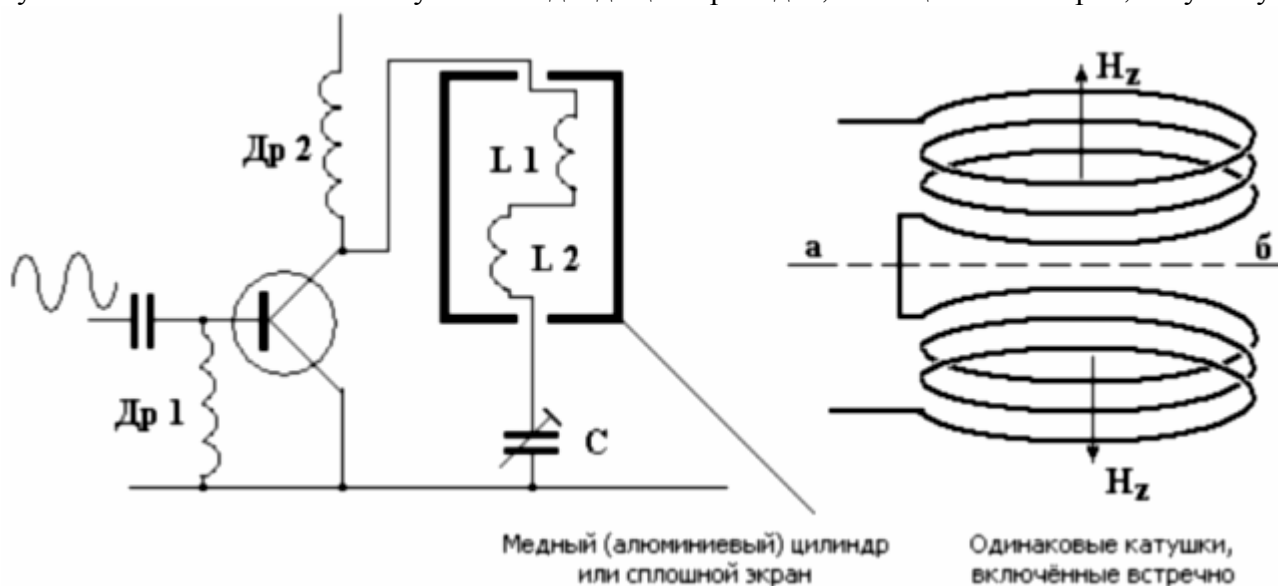 Др 2
L 1
L 2
Др 1
C
Медный (алюминиевый) цилиндр
или сплошной экран
Hz
а
б
Hz
Одинаковые катушки,
включённые встречно